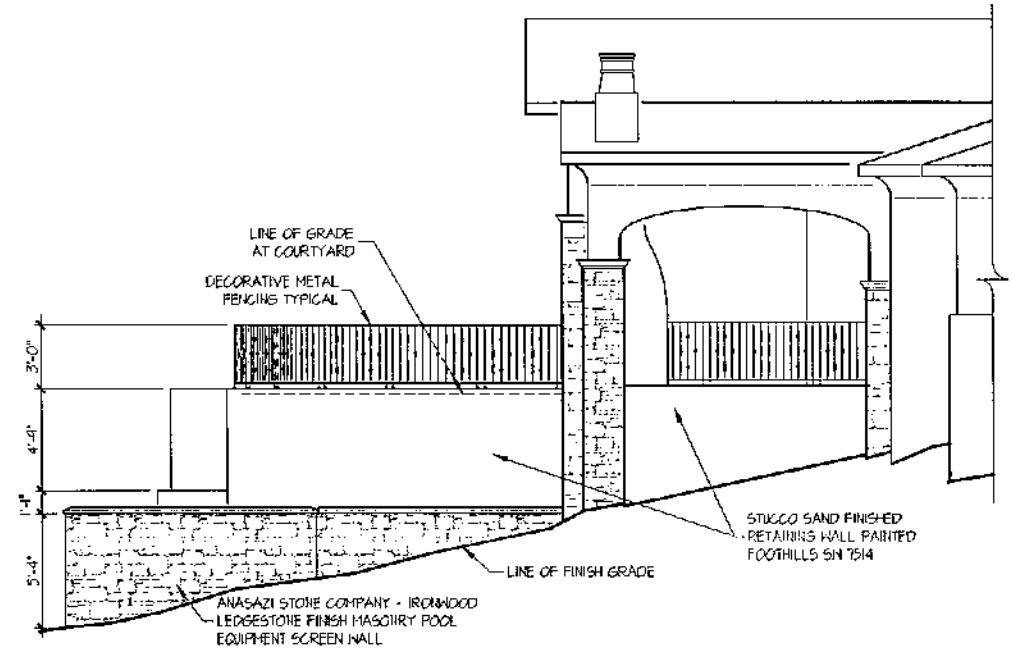 LINE OF GRADE
AT COURTYARD
DECORATIVE METAL
FENCING TYPICAL
3'-0"
4'-9"
1'-1"
5'-4"
STUCCO SAND FINISHED
RETAINING WALL PAINTED
FOOTHILLS SW 7514
LINE OF FINISH GRADE
ANASAZI STONE COMPANY - IRONWOOD
LEDGESTONE FINISH MASONRY POOL
EQUIPMENT SCREEN WALL